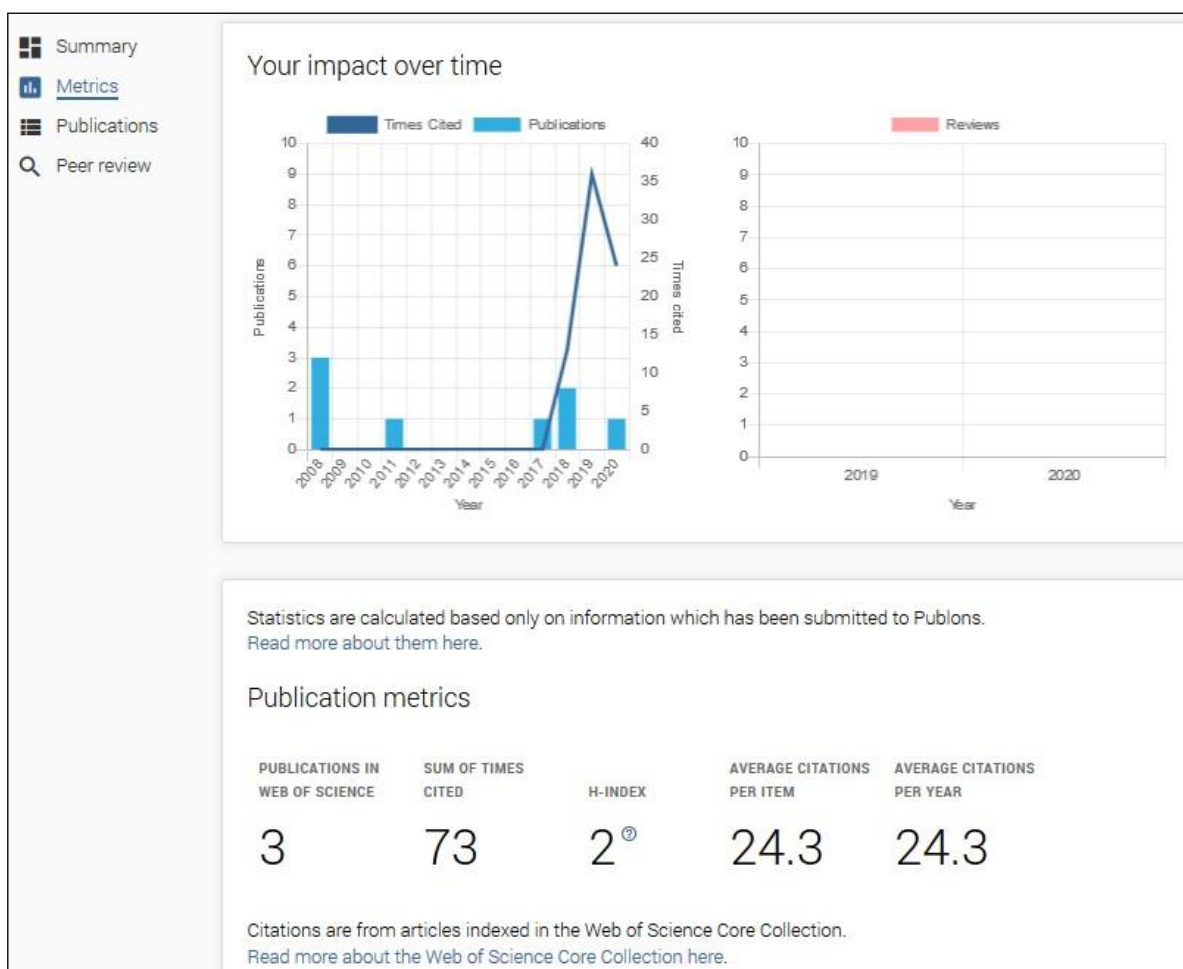 Summary
Metrics
Publications
Peer review
Your impact over time
Times Cited Publications
10
9
8
7
6
5
4
3
2
1
0
Publications
40
35
30
25
20
15
10
5
0
Times cited
2008 2009 2010 2011 2012 2013 2014 2015 2016 2017 2018 2019 2020
Year
Reviews
10
9
8
7
6
5
4
3
2
1
0
2019 2020
Year
Statistics are calculated based only on information which has been submitted to Publons.
Read more about them here.
Publication metrics
PUBLICATIONS IN
WEB OF SCIENCE
3
SUM OF TIMES
CITED
73
H-INDEX
2 ?
AVERAGE CITATIONS
PER ITEM
24.3
AVERAGE CITATIONS
PER YEAR
24.3
Citations are from articles indexed in the Web of Science Core Collection.
Read more about the Web of Science Core Collection here.